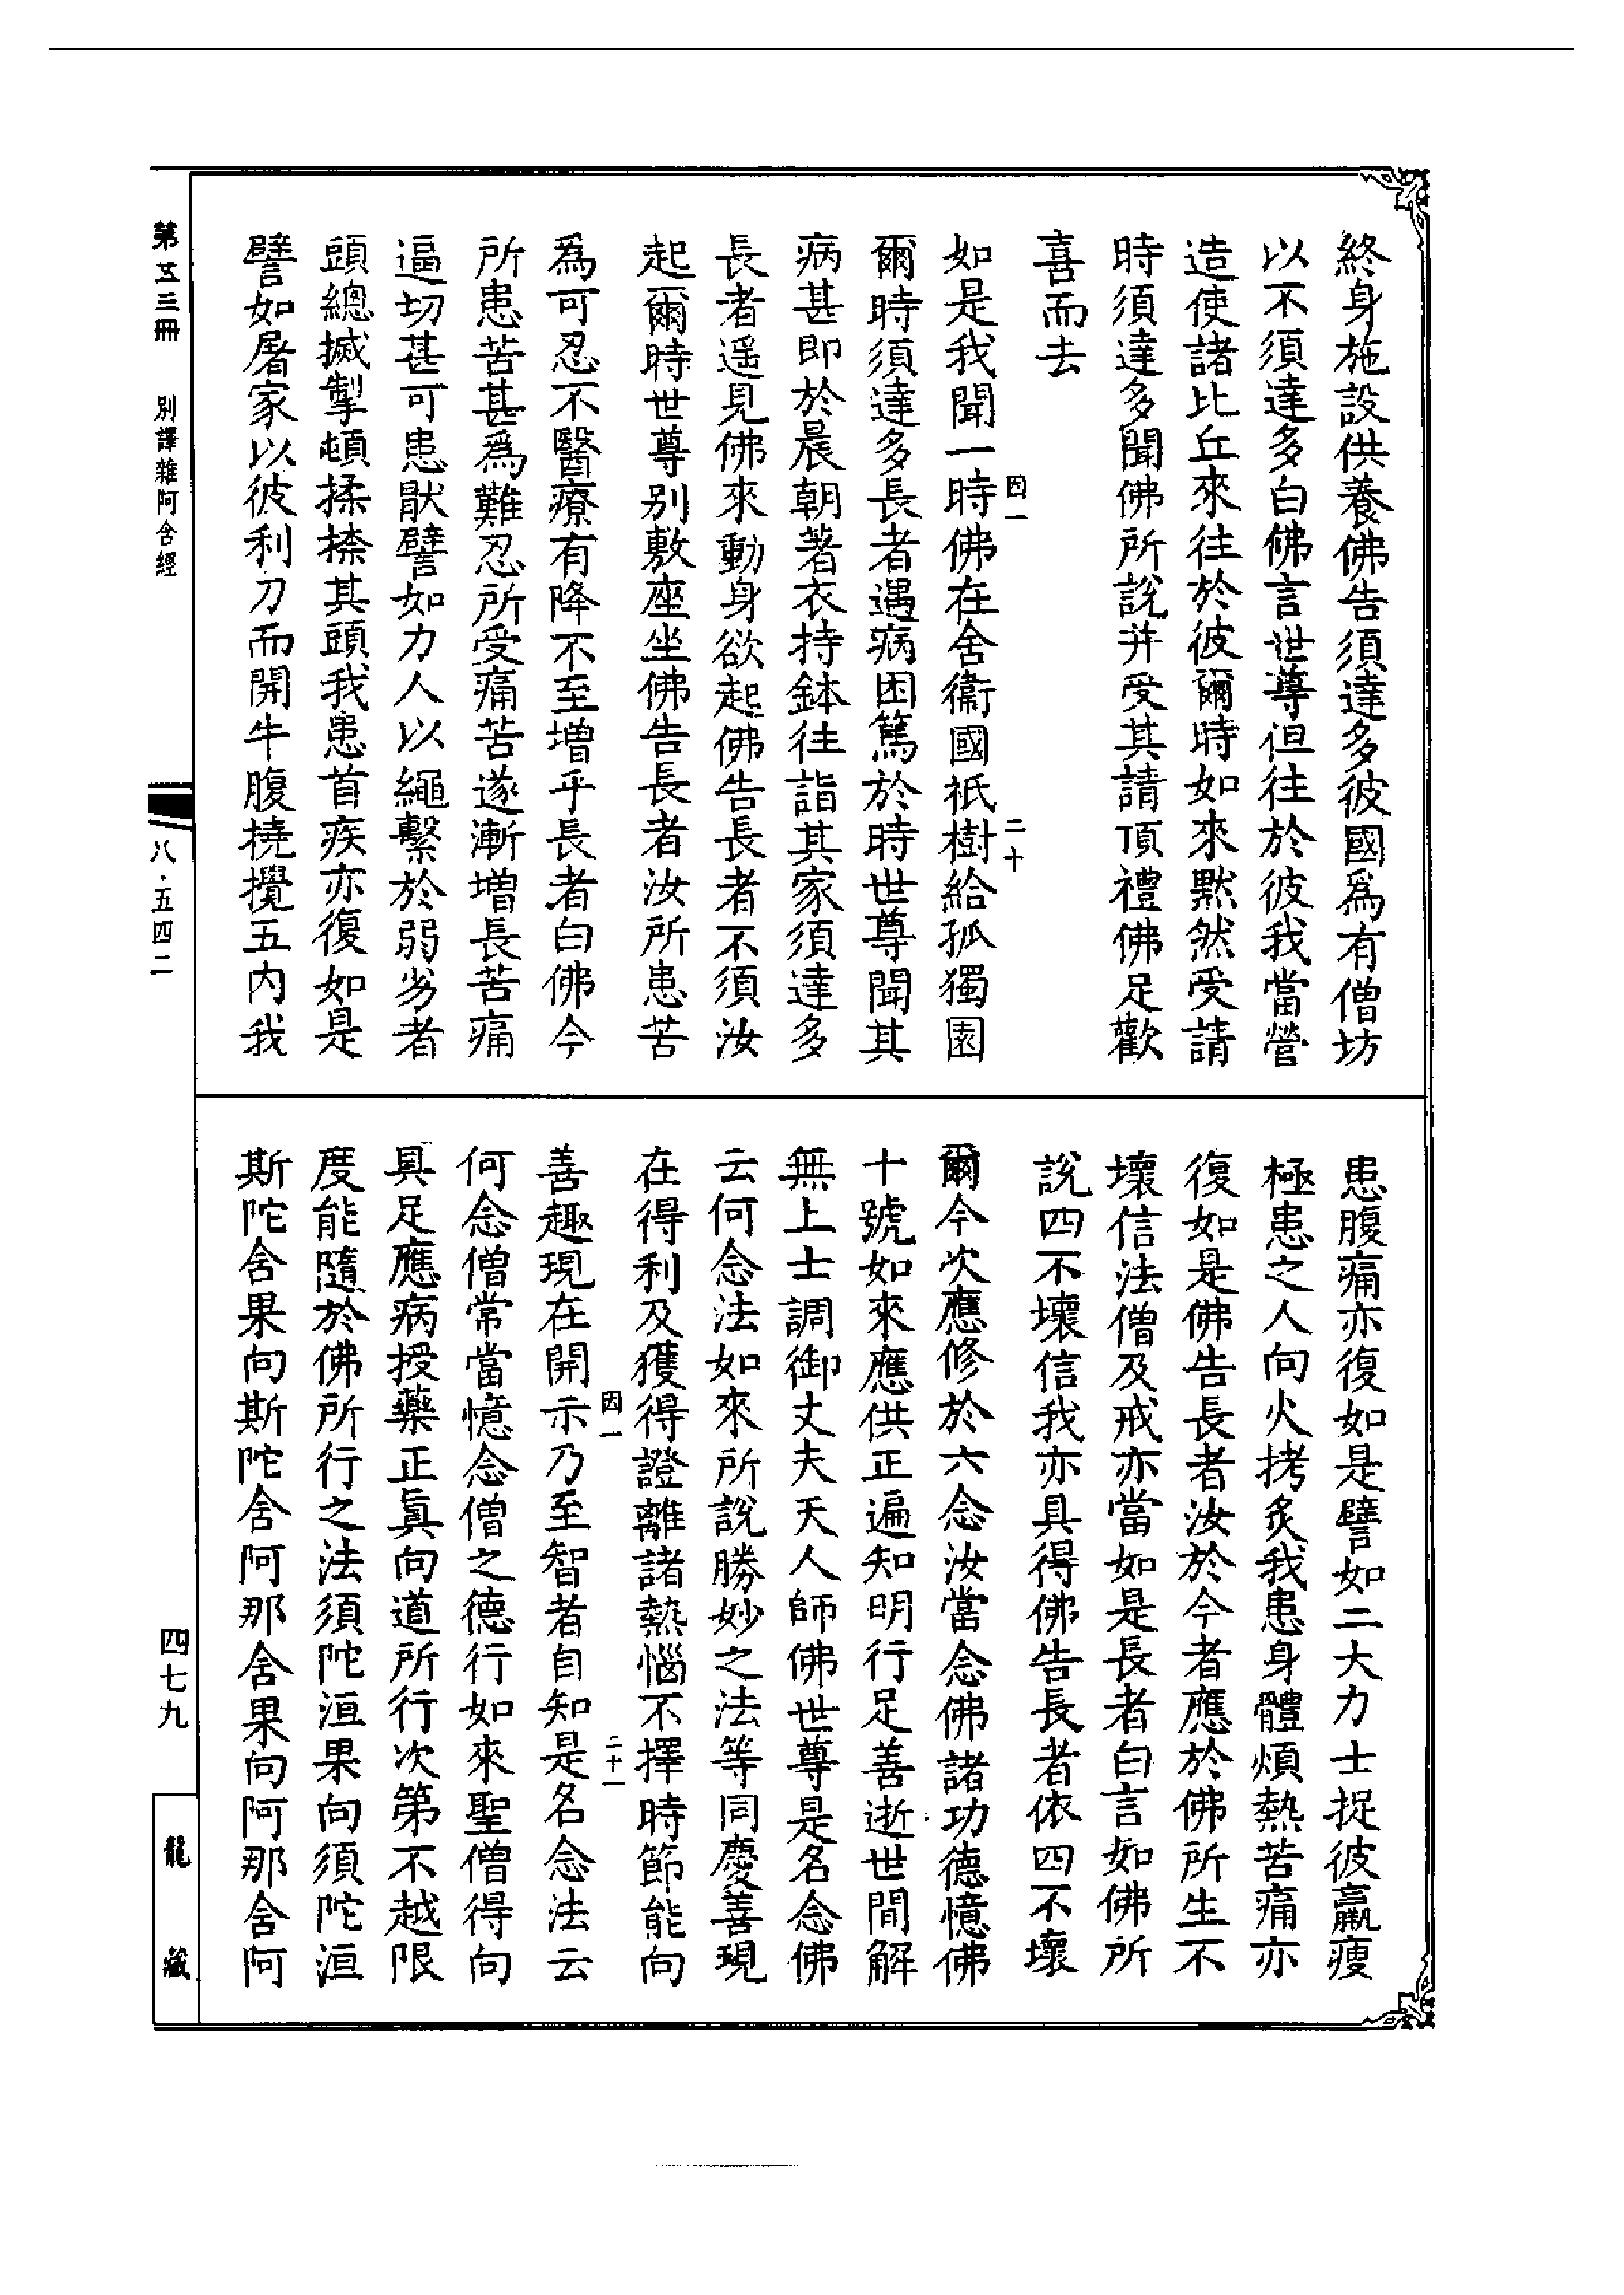 終身施設供養佛告須達多彼國爲有僧坊
以不須達多白佛言世尊但往於彼我當營
造使諸比丘來往於彼爾時如來默然受請
時須達多聞佛所說并受其請頂禮佛足歡
喜而去
因一
二十
如是我聞一時佛在舍衞國祇樹給孤獨園
爾時須達多長者遇病困篤於時世尊聞其
病甚即於晨朝著衣持鉢往詣其家須達多
長者遥見佛來動身欲起佛告長者不須汝
起爾時世尊别敷座坐佛告長者汝所患苦
爲可忍不醫療有降不至增乎長者白佛今
所患苦甚爲難忍所受痛苦遂漸增長苦痛
逼切甚可患猒譬如力人以繩繫於弱劣者
頭總搣掣頓揉捺其頭我患首疾亦復如是
譬如屠家以彼利刀而開牛腹撓攪五内我
患腹痛亦復如是譬如二大力士捉彼羸瘦
極患之人向火拷炙我患身體煩熱苦痛亦
復如是佛告長者汝於今者應於佛所生不
壞信法僧及戒亦當如是長者白言如佛所
說四不壞信我亦具得佛告長者依四不壞
爾今次應修於六念汝當念佛諸功德憶佛
十號如來應供正遍知明行足善逝世間解
無上士調御丈夫天人師佛世尊是名念佛
云何念法如來所說勝妙之法等同慶善現
在得利及獲得證離諸熱惱不擇時節能向
因一
二十一
善趣現在開示乃至智者自知是名念法云
何念僧常當憶念僧之德行如來聖僧得向
具足應病授藥正眞向道所行次第不越限
度能隨於佛所行之法須陀洹果向須陀洹
斯陀含果向斯陀含阿那含果向阿那含阿
第五三冊
別譯雜阿含經
八·五四二
四七九
龍藏